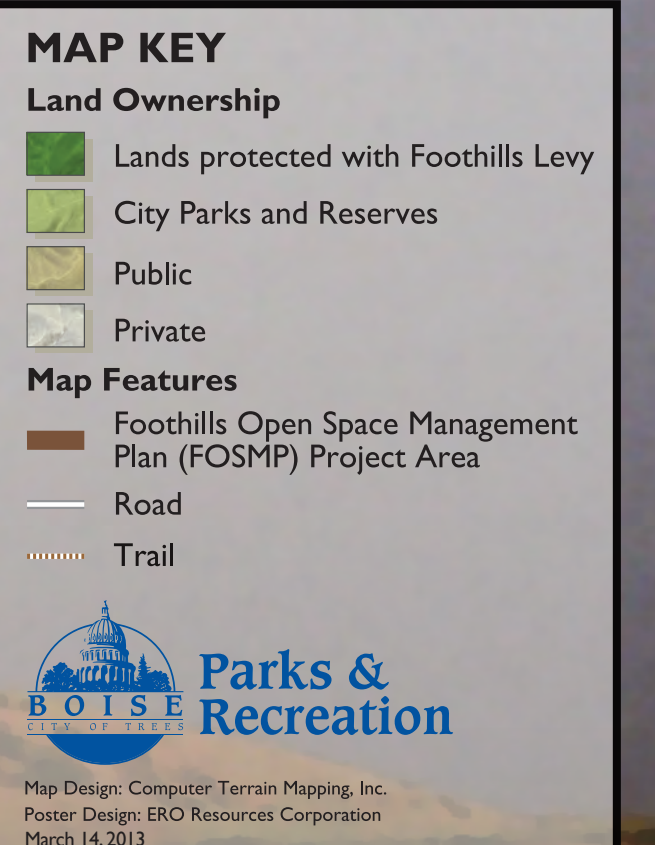 MAP KEY
Land Ownership
Lands protected with Foothills Levy
City Parks and Reserves
Public
Private
Map Features
Foothills Open Space Management
Plan (FOSMP) Project Area
Road
Trail
BOISE
CITY OF TREES
Parks &
Recreation
Map Design: Computer Terrain Mapping, Inc.
Poster Design: ERO Resources Corporation
March 14, 2013